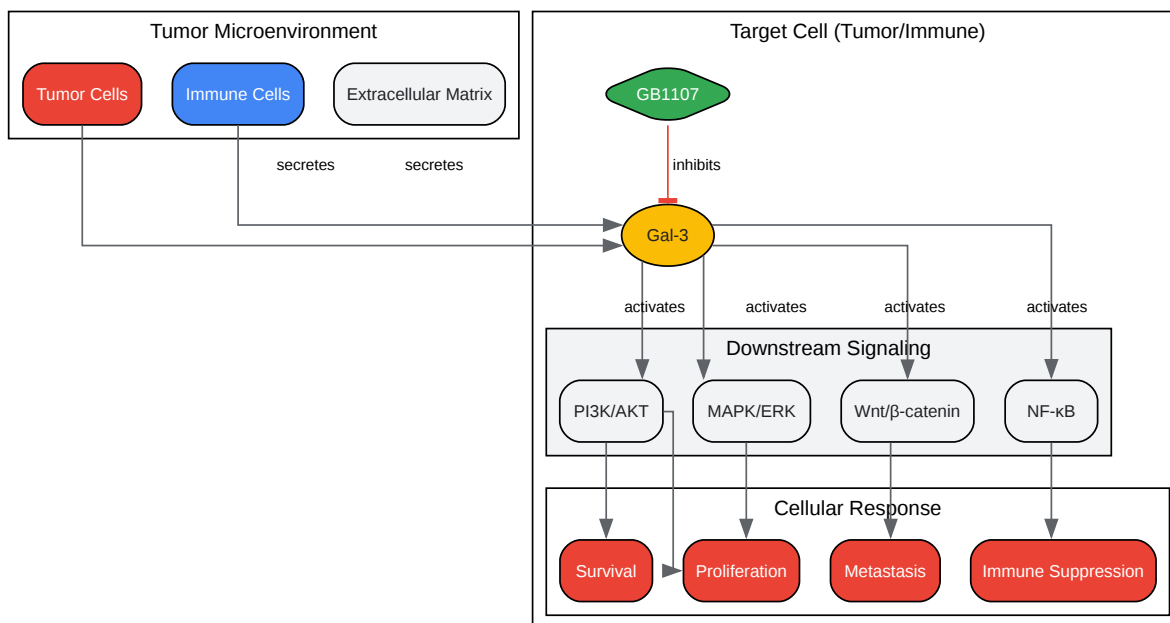 Tumor Microenvironment
Tumor Cells
Immune Cells
Extracellular Matrix
secretes
secretes
Target Cell (Tumor/Immune)
GB1107
inhibits
Gal-3
activates
activates
activates
activates
Downstream Signaling
PI3K/AKT
MAPK/ERK
Wnt/β-catenin
NF-κB
Cellular Response
Survival
Proliferation
Metastasis
Immune Suppression